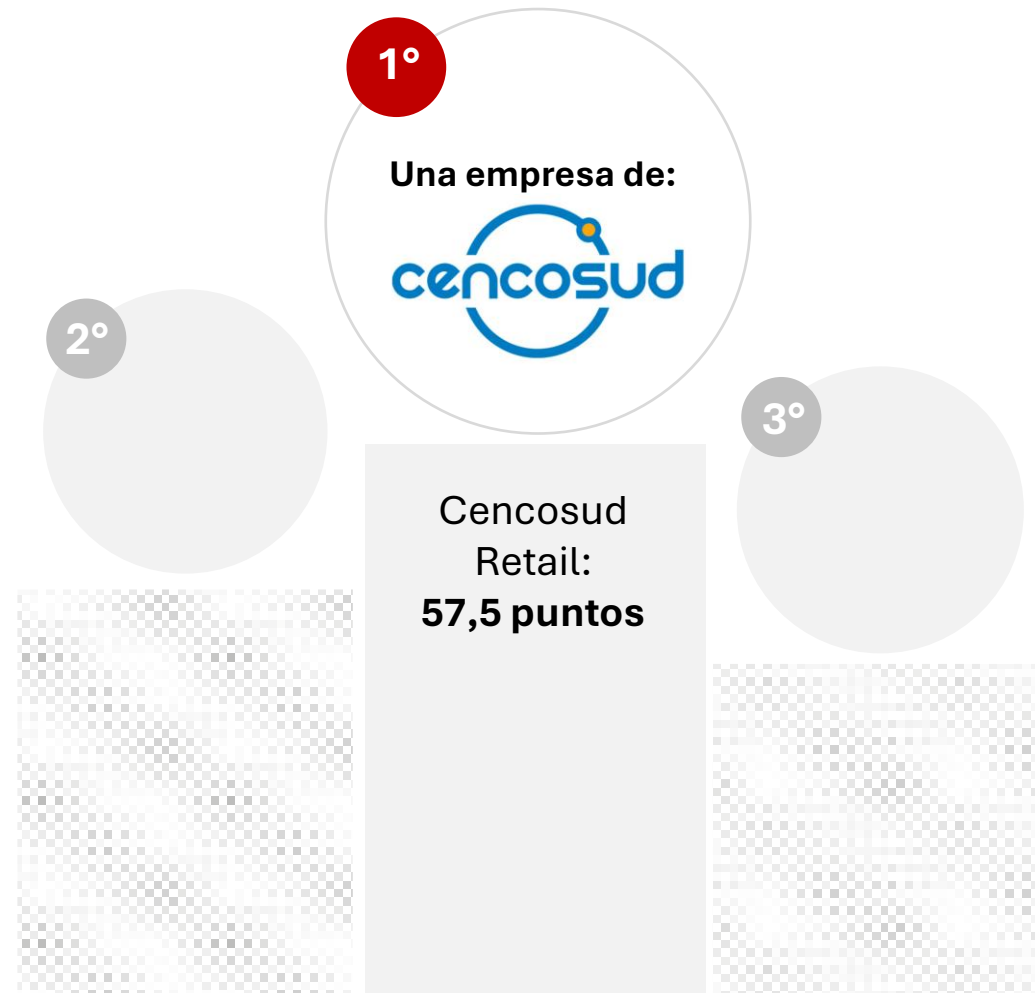 1°
Una empresa de:
cencosud
2°
3°
Cencosud
Retail:
57,5 puntos